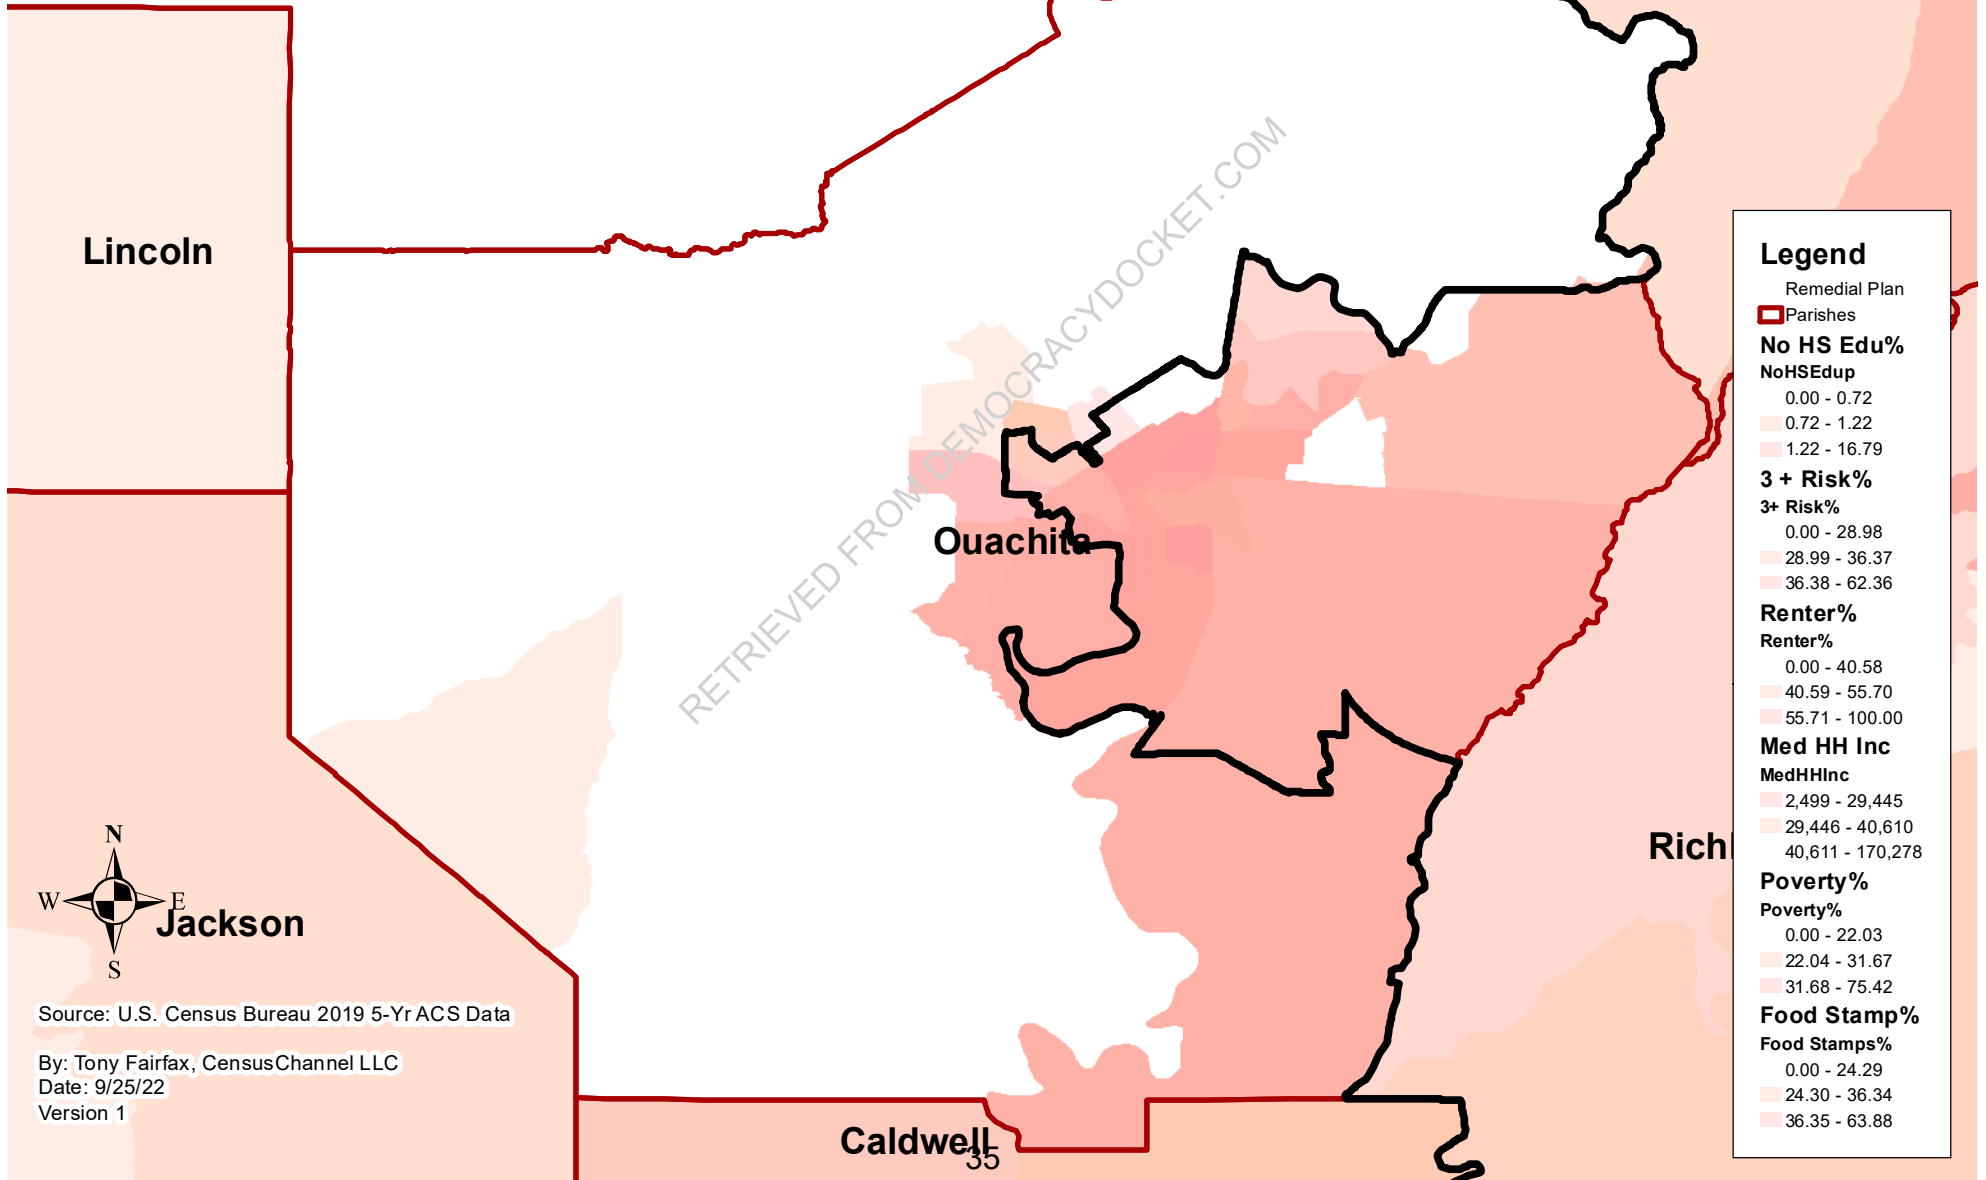 Lincoln
RETRIEVED FROM DEMOCRACYDOCKET.COM
Ouachita
Richl
Jackson
Caldwell
N
W
E
S
Source: U.S. Census Bureau 2019 5-Yr ACS Data
By: Tony Fairfax, CensusChannel LLC
Date: 9/25/22
Version 1
35
Legend
Remedial Plan
Parishes
No HS Edu%
NoHSEdup
0.00 - 0.72
0.72 - 1.22
1.22 - 16.79
3 + Risk%
3+ Risk%
0.00 - 28.98
28.99 - 36.37
36.38 - 62.36
Renter%
Renter%
0.00 - 40.58
40.59 - 55.70
55.71 - 100.00
Med HH Inc
MedHHInc
2,499 - 29,445
29,446 - 40,610
40,611 - 170,278
Poverty%
Poverty%
0.00 - 22.03
22.04 - 31.67
31.68 - 75.42
Food Stamp%
Food Stamps%
0.00 - 24.29
24.30 - 36.34
36.35 - 63.88